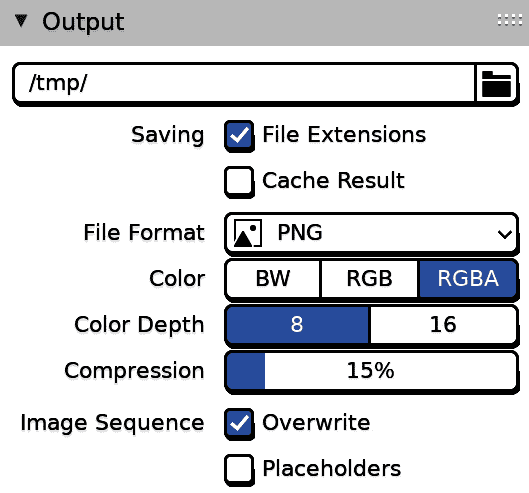 Output
/tmp/
Saving File Extensions
Cache Result
File Format PNG
Color BW RGB RGBA
Color Depth 8 16
Compression 15%
Image Sequence Overwrite
Placeholders